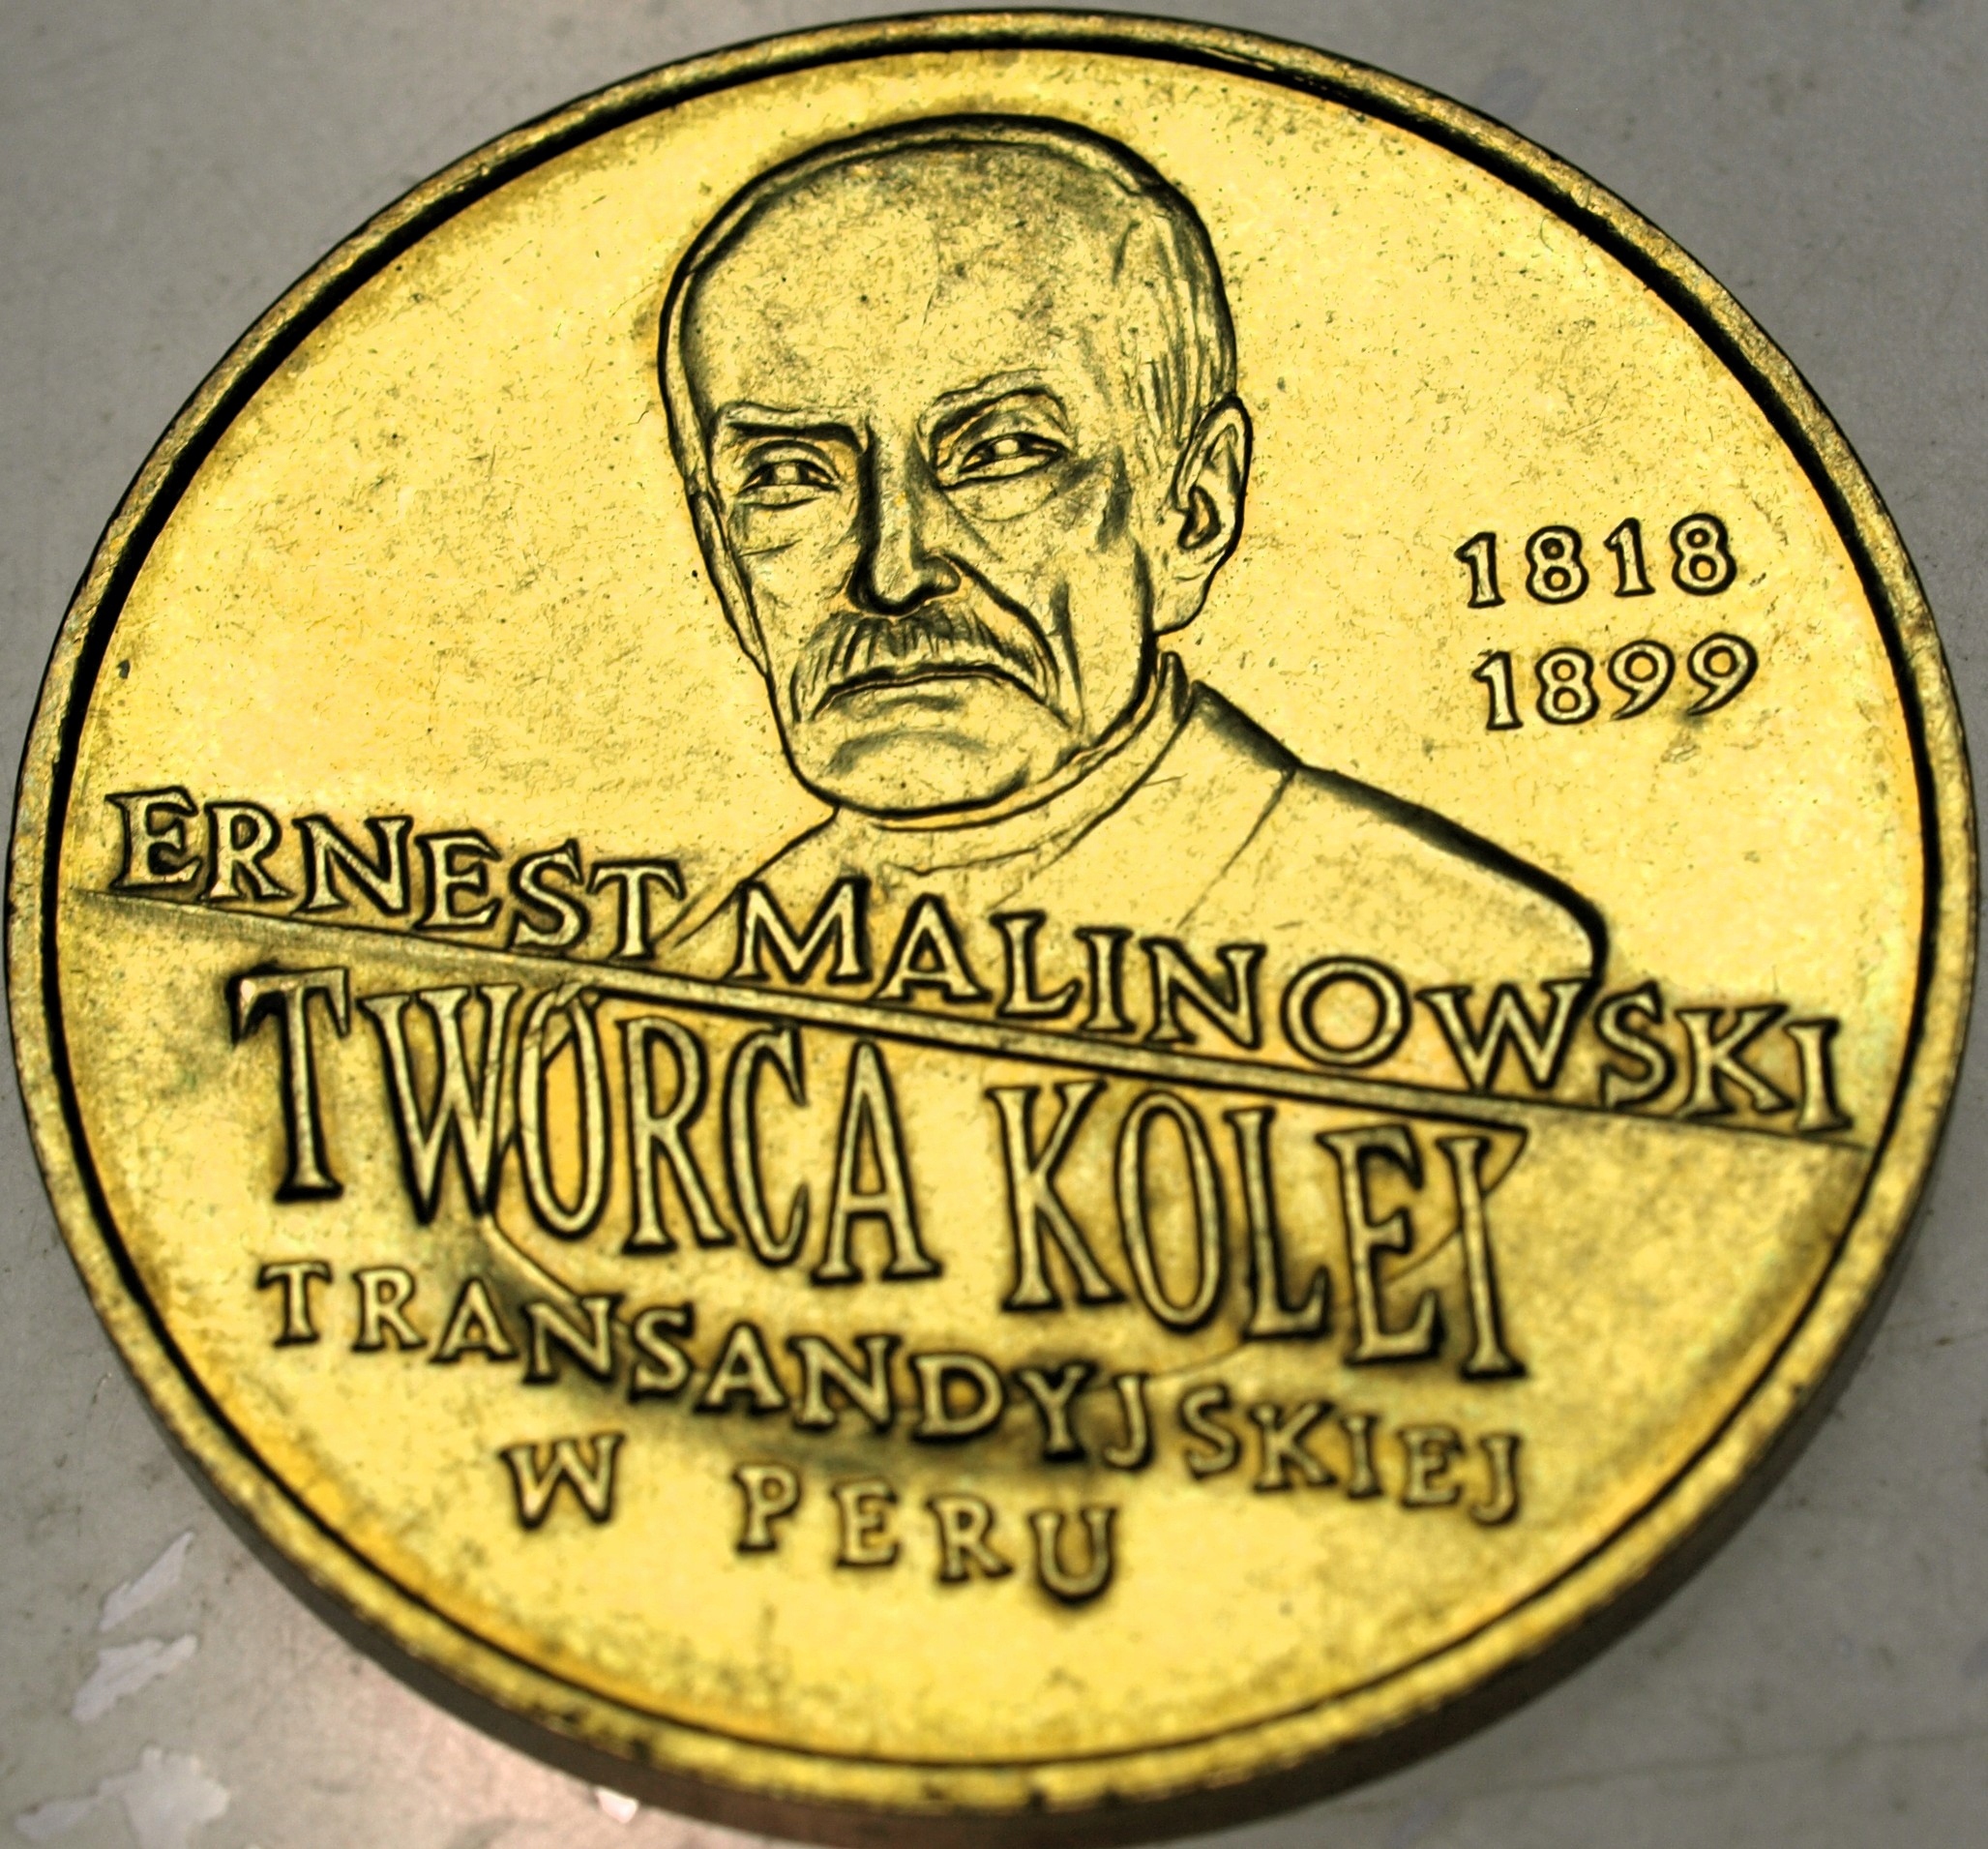 1818
1899
ERNEST MALINOWSKI
TWÓRCA KOLEI
TRANSANDYJSKIEJ
W PERU